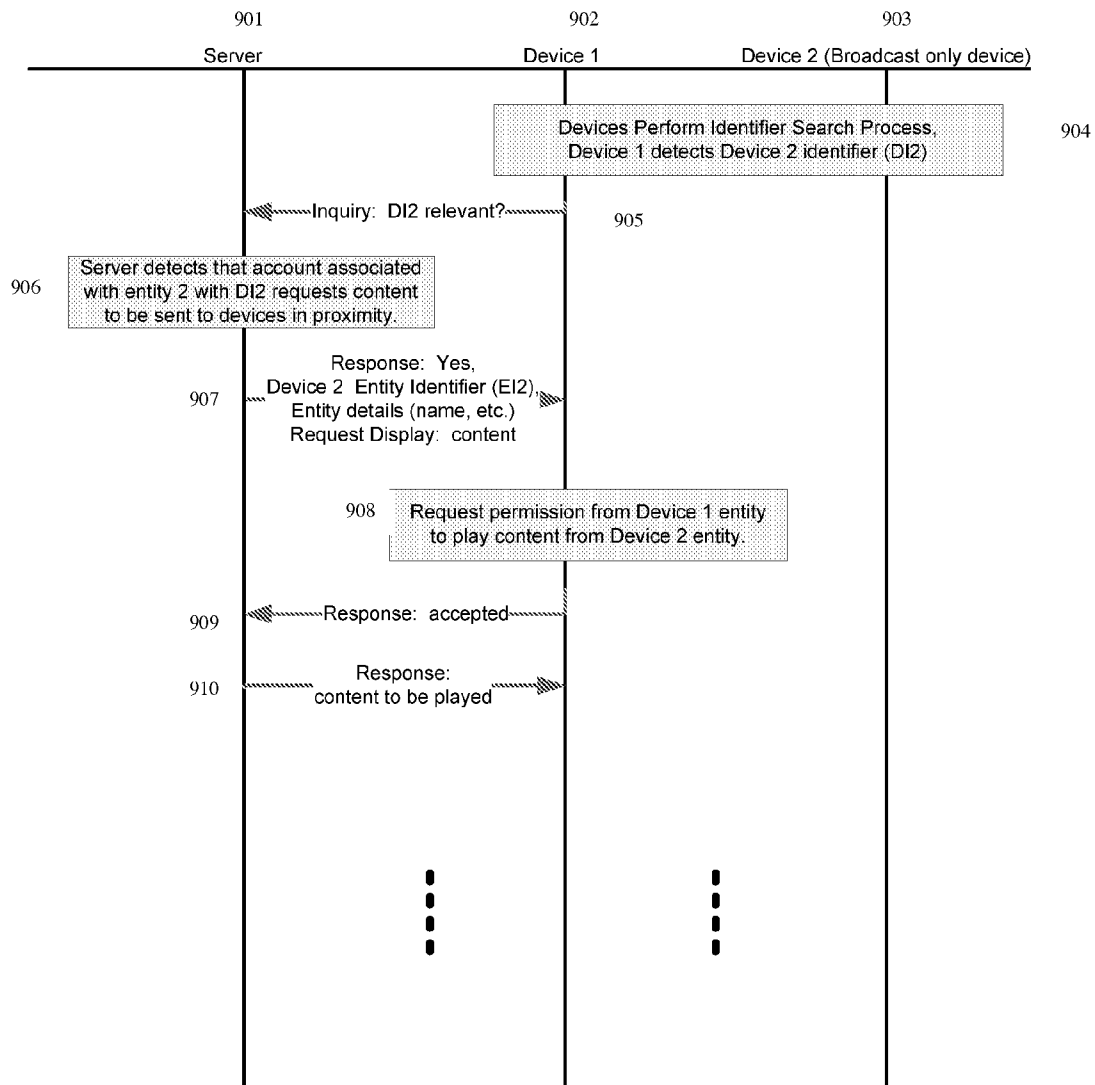 901
902
903
Server
Device 1
Device 2 (Broadcast only device)
Devices Perform Identifier Search Process,
Device 1 detects Device 2 identifier (DI2)
904
Inquiry: DI2 relevant?
905
906
Server detects that account associated
with entity 2 with DI2 requests content
to be sent to devices in proximity.
907
Response: Yes,
Device 2 Entity Identifier (EI2),
Entity details (name, etc.)
Request Display: content
908
Request permission from Device 1 entity
to play content from Device 2 entity.
909
Response: accepted
910
Response:
content to be played